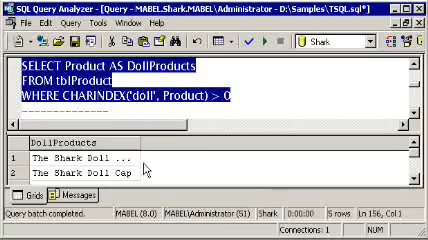 SQL Query Analyzer - [Query - MABEL.Shark.MABEL\Administrator - D:\Samples\TSQL.sql*]
File Edit Query Tools Window Help
Shark
SELECT Product AS DollProducts
FROM tblProduct
WHERE CHARINDEX('doll', Product) > 0
--------------
DollProducts
1 The Shark Doll ...
2 The Shark Doll Cap
Grids Messages
Query batch completed. MABEL (8.0) MABEL\Administrator (51) Shark 0:00:00 5 rows Ln 156, Col 1
Connections: 1 NUM